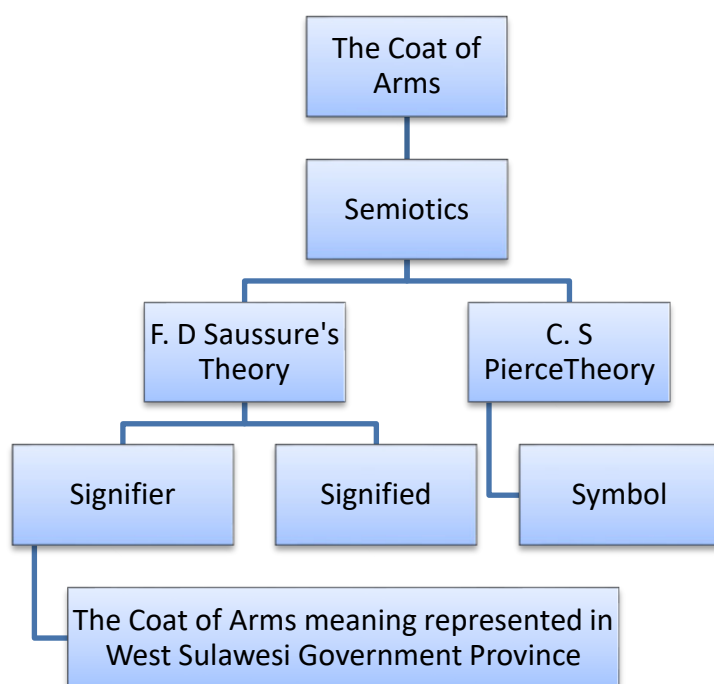 The Coat of
Arms
Semiotics
F. D Saussure's
Theory
C. S
PierceTheory
Signifier
Signified
Symbol
The Coat of Arms meaning represented in
West Sulawesi Government Province